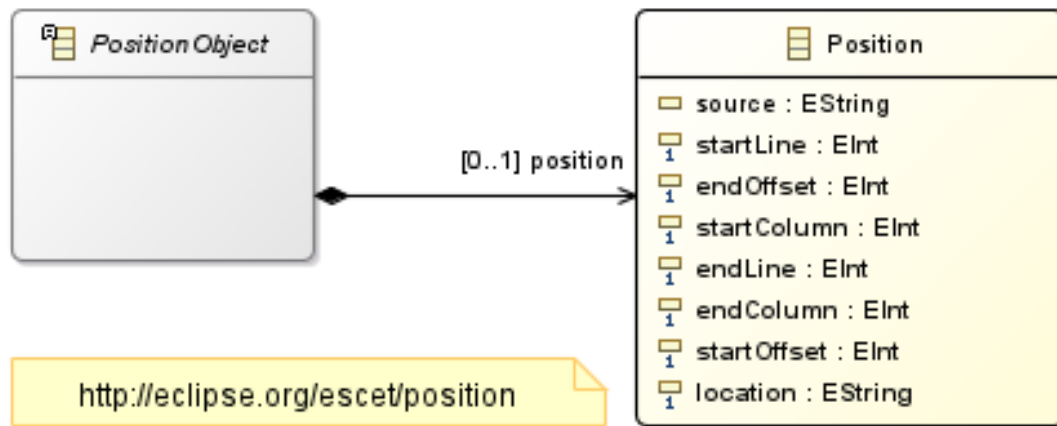 PositionObject
Position
source : EString
startLine : EInt
endOffset : EInt
startColumn : EInt
endLine : EInt
endColumn : EInt
startOffset : EInt
location : EString
[0..1] position
http://eclipse.org/escet/position